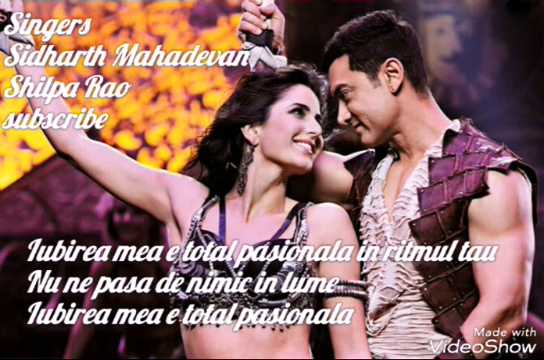 Singers
Sidharth Mahadevan
Shilpa Rao
subscribe
Iubirea mea e total pasionala in ritmul tau
Nu ne pasa de nimic in lume
Iubirea mea e total pasionala
Made with
VideoShow